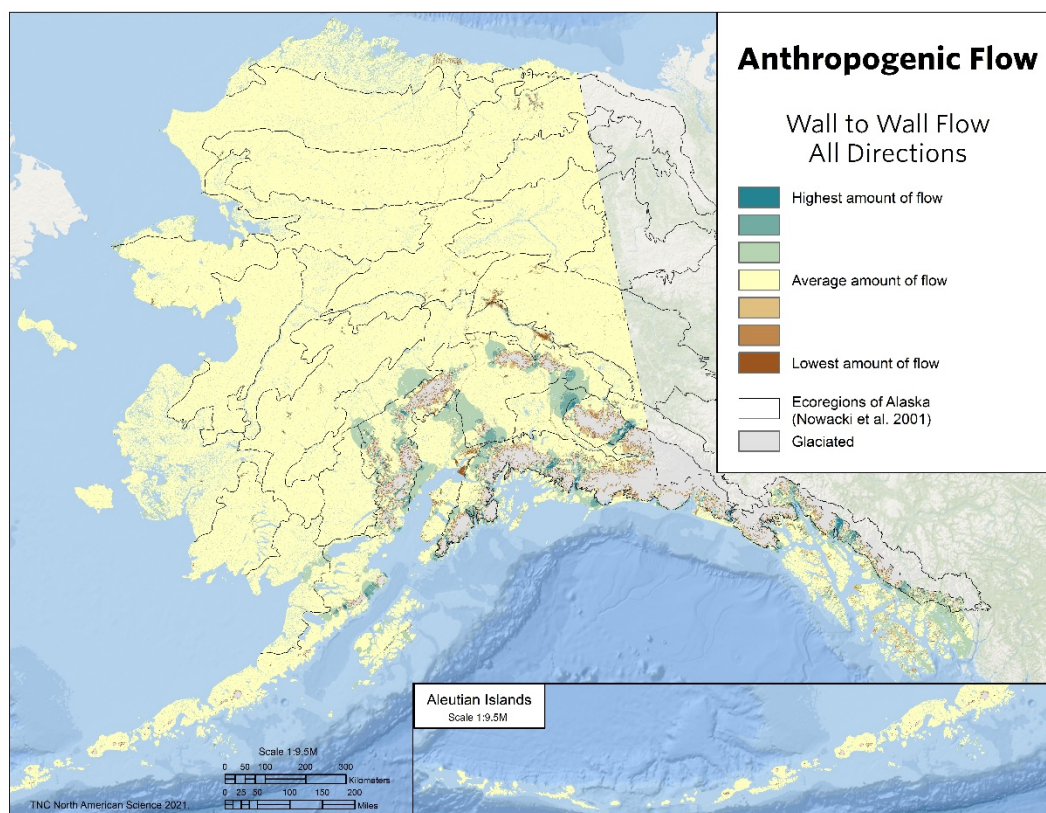 Anthropogenic Flow
Wall to Wall Flow
All Directions
Highest amount of flow
Average amount of flow
Lowest amount of flow
Ecoregions of Alaska
(Nowacki et al. 2001)
Glaciated
Aleutian Islands
Scale 1:9.5M
Scale 1:9.5M
0 50 100 200 300
Kilometers
0 25 50 100 150 200
Miles
TNC North American Science 2021.